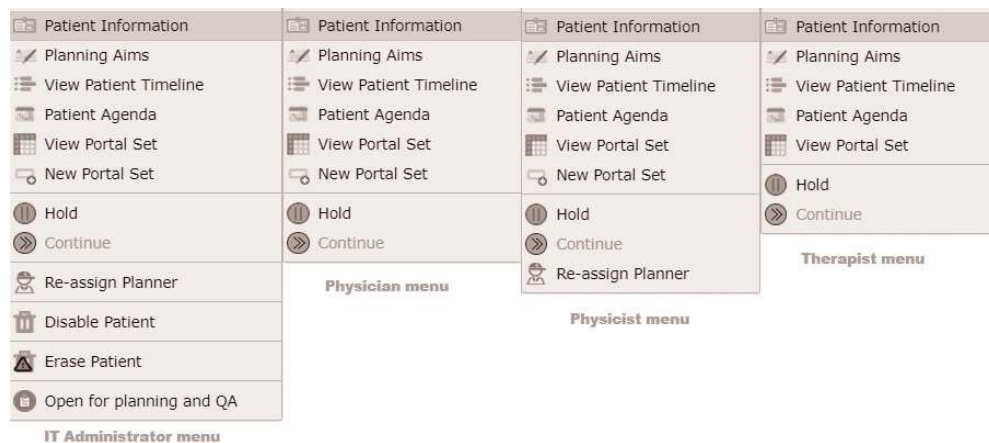 Patient Information
Planning Aims
View Patient Timeline
Patient Agenda
View Portal Set
New Portal Set
Hold
Continue
Re-assign Planner
Disable Patient
Erase Patient
Open for planning and QA
IT Administrator menu
Patient Information
Planning Aims
View Patient Timeline
Patient Agenda
View Portal Set
New Portal Set
Hold
Continue
Physician menu
Patient Information
Planning Aims
View Patient Timeline
Patient Agenda
View Portal Set
New Portal Set
Hold
Continue
Re-assign Planner
Physicist menu
Patient Information
Planning Aims
View Patient Timeline
Patient Agenda
View Portal Set
Hold
Continue
Therapist menu